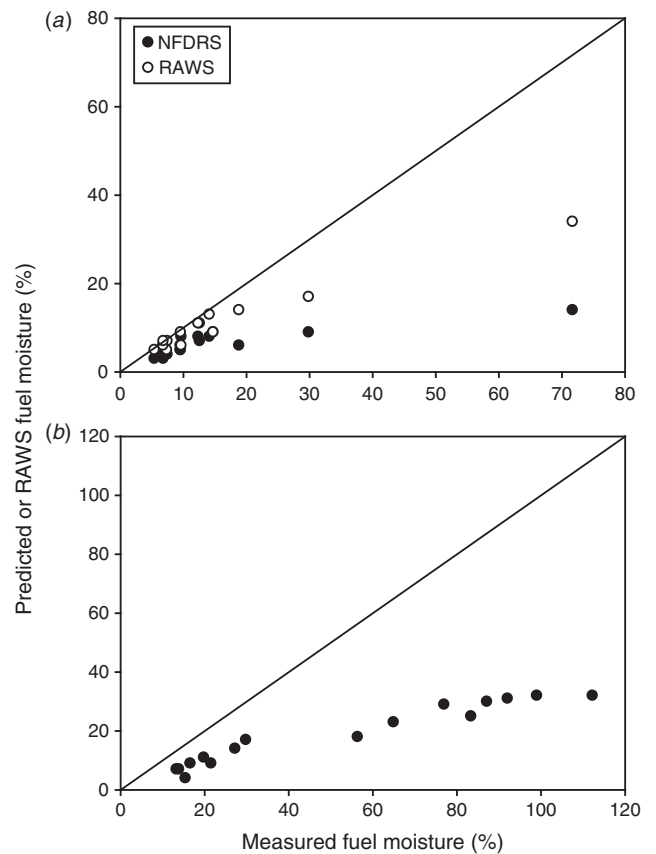 (a)
NFDRS
RAWS
80
60
40
20
0
0 10 20 30 40 50 60 70 80
Predicted or RAWS fuel moisture (%)
(b)
120
100
80
60
40
20
0
0 20 40 60 80 100 120
Measured fuel moisture (%)